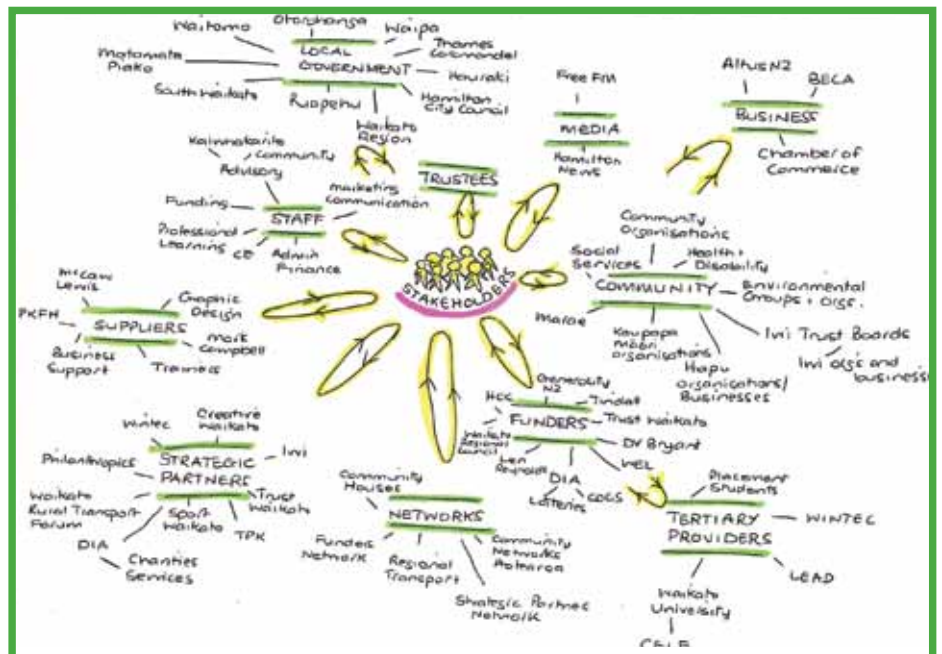 Waitomo
Otorohanga
Waipa
LOCAL
GOVERNMENT
Thames
Coromandel
Matamata
Piako
Hauraki
South Waikato
Ruapehu
Hamilton
City Council
Waikato
Region
Free FM
MEDIA
Hamilton
News
AltusNZ
BECA
BUSINESS
Chamber of
Commerce
TRUSTEES
Kaiwhakarite
Community
Advisory
Marketing
Communication
Funding
STAFF
Professional
Learning
CE
Admin
Finance
STAKEHOLDERS
Community
Organisations
Social
Services
Health +
Disability
COMMUNITY
Environmental
Groups + Orgs.
Marae
Kaupapa
Māori
organisations
Hapu
organisations/
Businesses
Iwi Trust Boards
Iwi org's and
business
McCaw
Lewis
Graphic
Design
PKFH
SUPPLIERS
Mark
Campbell
Business
Support
Trainers
Generosity
NZ
HCC
Tindall
FUNDERS
Trust Waikato
Waikato
Regional
Council
Len
Reynolds
DV Bryant
WEL
DIA
Lotteries
COGS
Wintec
Creative
Waikato
STRATEGIC
PARTNERS
Iwi
Philanthropics
Waikato
Rural Transport
Forum
Sport
Waikato
Trust
Waikato
TPK
DIA
Charities
Services
Community
Houses
NETWORKS
Funders
Network
Regional
Transport
Community
Networks
Aotearoa
Strategic Partner
Network
Placement
Students
TERTIARY
PROVIDERS
WINTEC
LEAD
Waikato
University